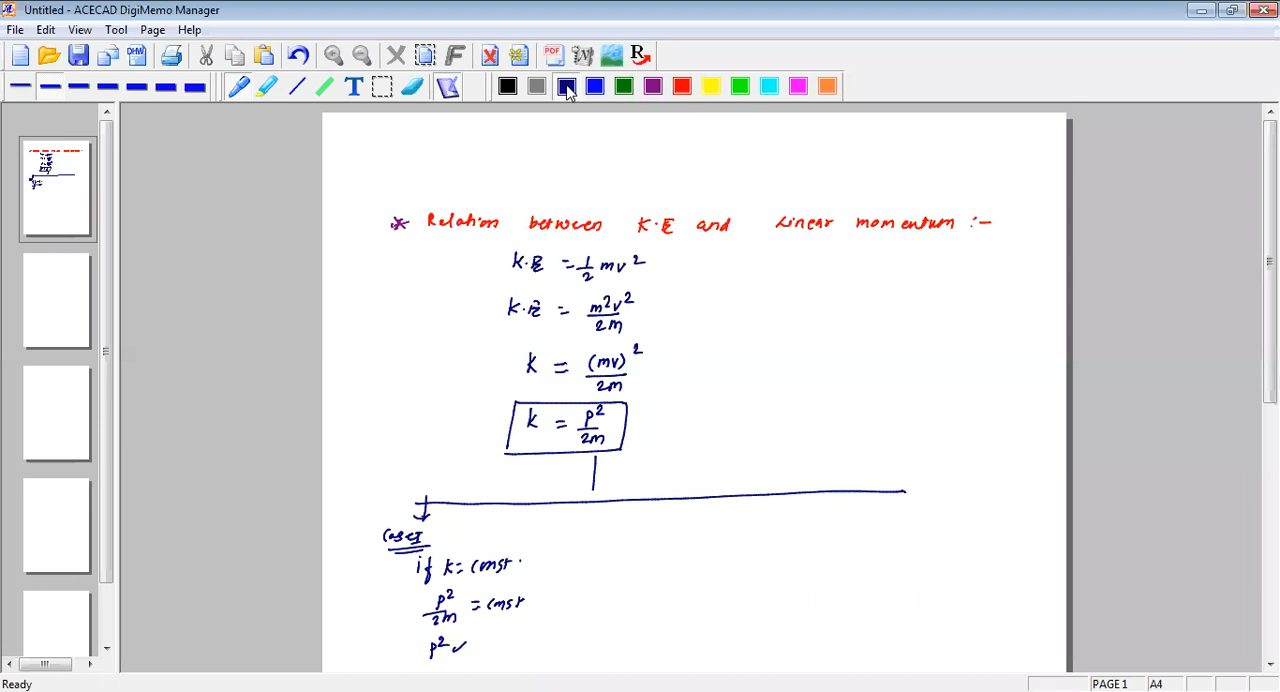 Untitled - ACECAD DigiMemo Manager
File Edit View Tool Page Help
* Relation between K.E and Linear momentum :-
K.E = 1/2 mv²
K.E = m²v²/2m
K = (mv)²/2m
K = P²/2m
Case I
if K = const.
P²/2m = const
P²
Ready
PAGE 1 A4